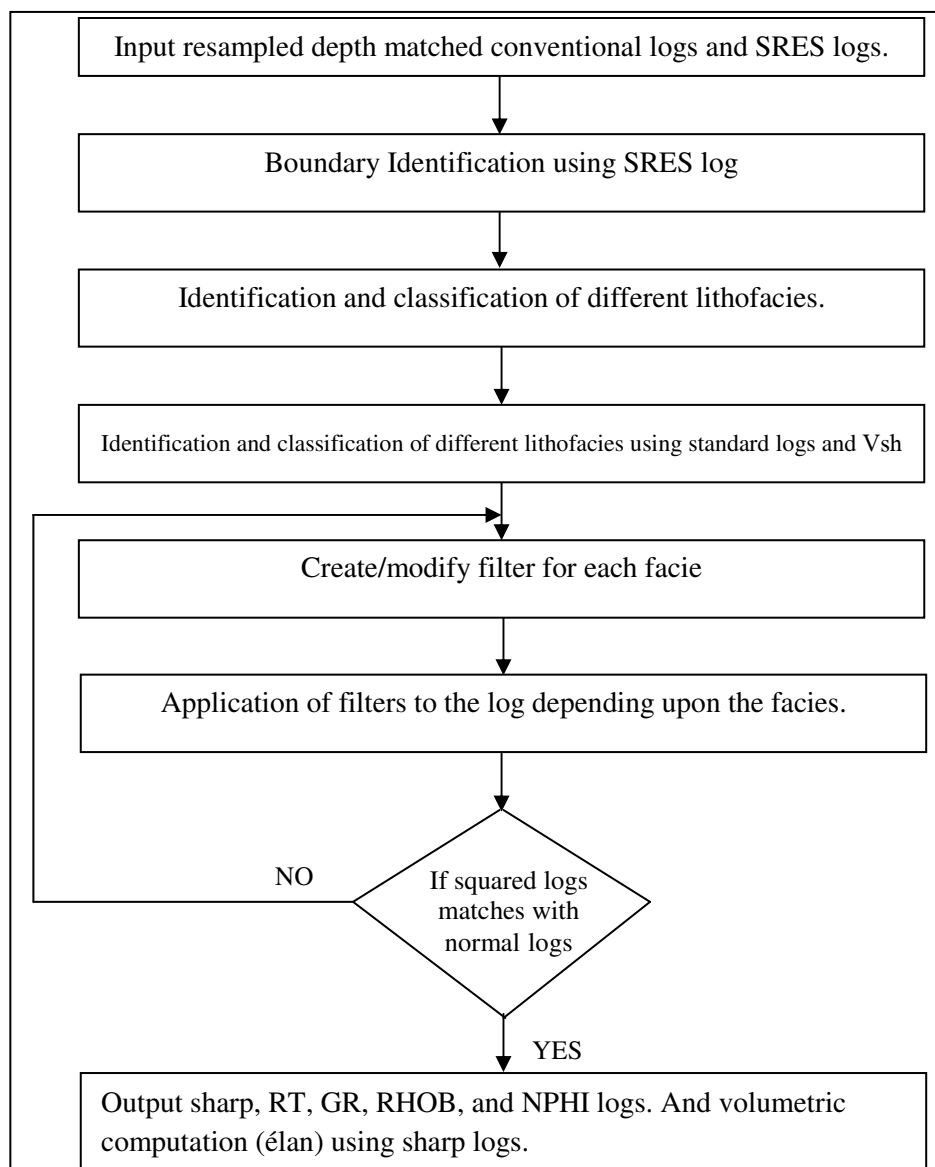 Input resampled depth matched conventional logs and SRES logs.
Boundary Identification using SRES log
Identification and classification of different lithofacies.
Identification and classification of different lithofacies using standard logs and Vsh
Create/modify filter for each facie
Application of filters to the log depending upon the facies.
NO
If squared logs
matches with
normal logs
YES
Output sharp, RT, GR, RHOB, and NPHI logs. And volumetric
computation (élan) using sharp logs.